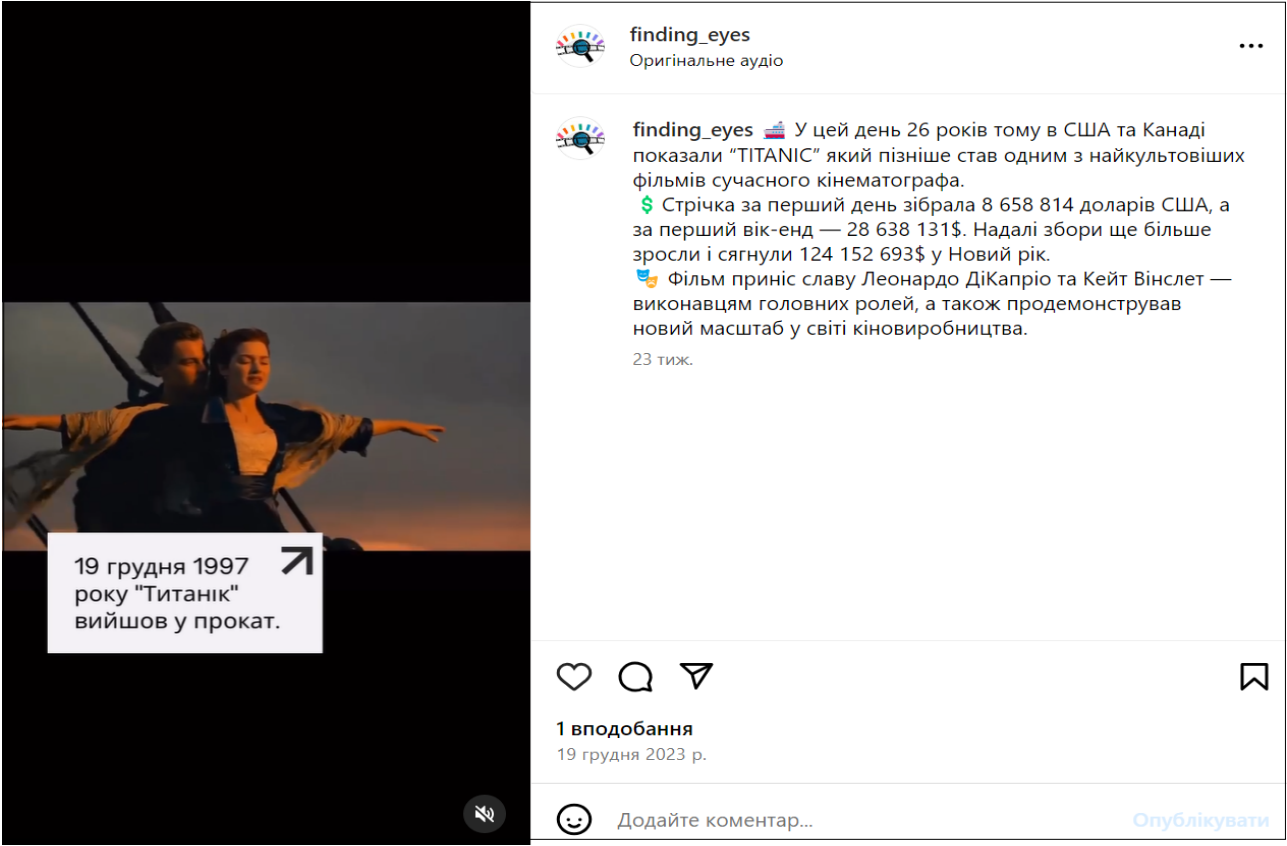 19 грудня 1997
року "Титанік"
вийшов у прокат.
finding_eyes
Оригінальне аудіо
finding_eyes 🚢 У цей день 26 років тому в США та Канаді
показали “TITANIC” який пізніше став одним з найкультовіших
фільмів сучасного кінематографа.
💲 Стрічка за перший день зібрала 8 658 814 доларів США, а
за перший вік-енд — 28 638 131$. Надалі збори ще більше
зросли і сягнули 124 152 693$ у Новий рік.
🎭 Фільм приніс славу Леонардо ДіКапріо та Кейт Вінслет —
виконавцям головних ролей, а також продемонстрував
новий масштаб у світі кіновиробництва.
23 тиж.
1 вподобання
19 грудня 2023 р.
Додайте коментар...
Опублікувати